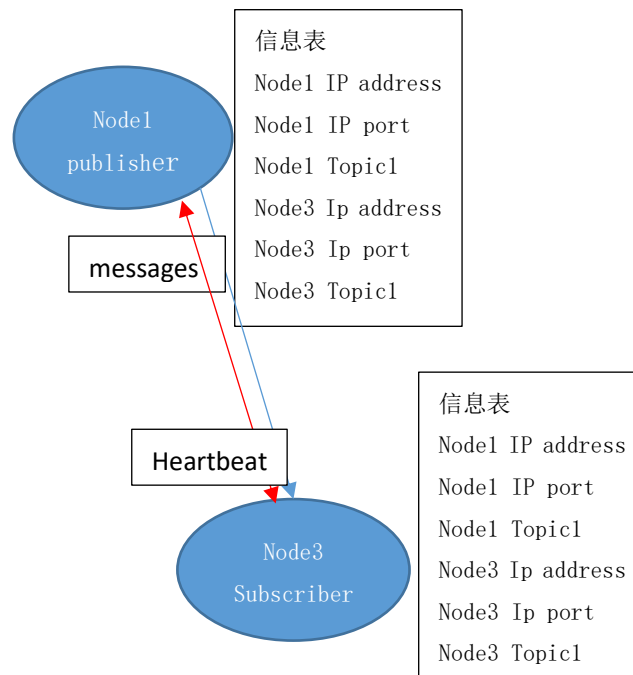 Node1
publisher
信息表
Node1 IP address
Node1 IP port
Node1 Topic1
Node3 Ip address
Node3 Ip port
Node3 Topic1
messages
Heartbeat
Node3
Subscriber
信息表
Node1 IP address
Node1 IP port
Node1 Topic1
Node3 Ip address
Node3 Ip port
Node3 Topic1